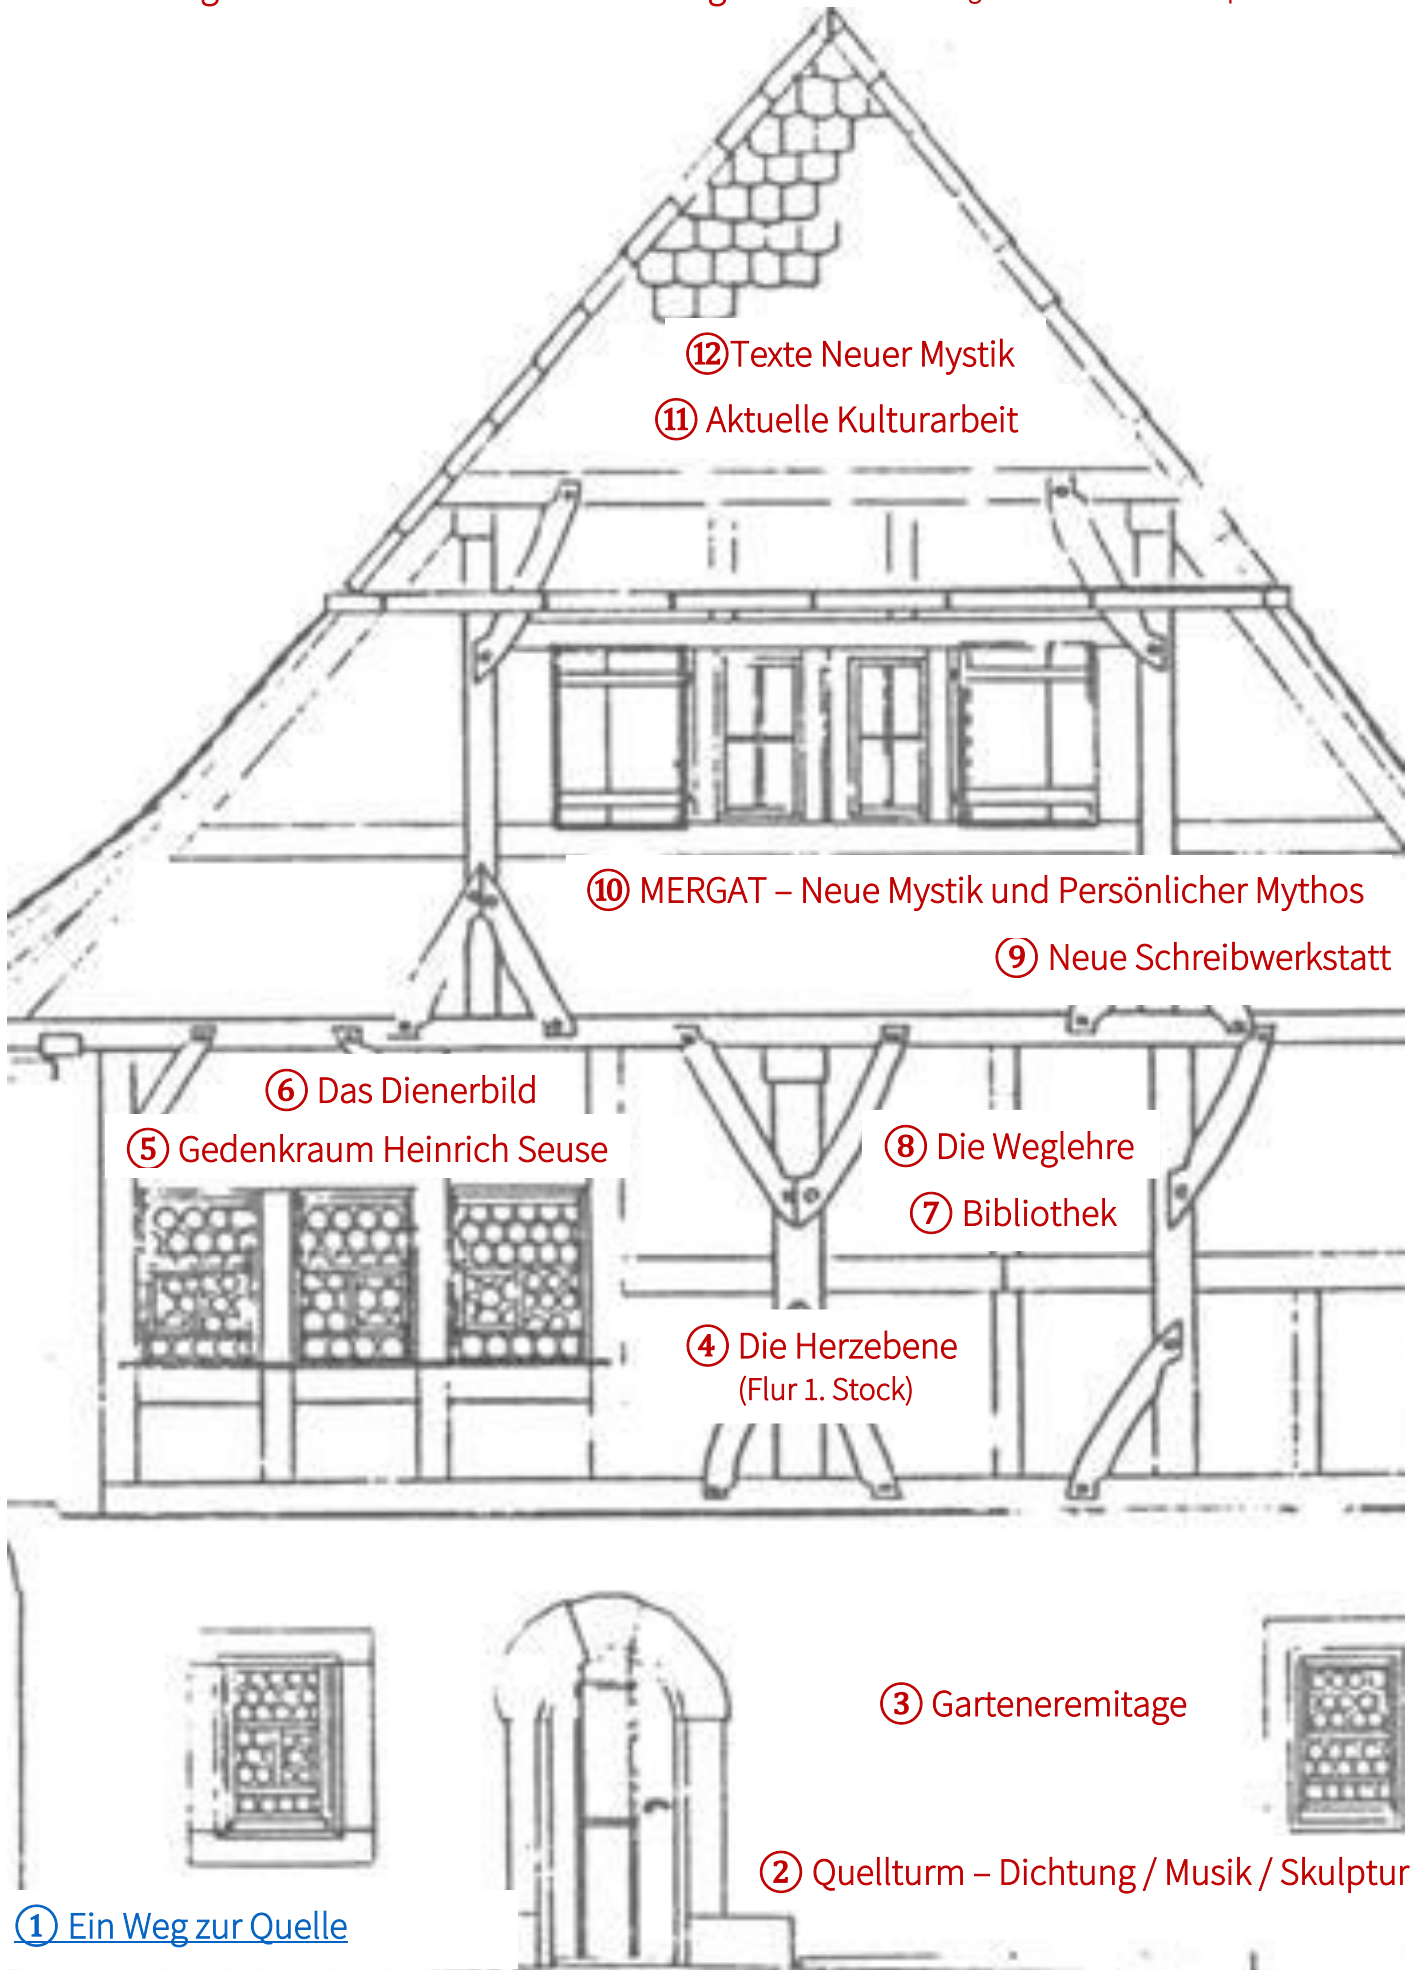 ⑫Texte Neuer Mystik
⑪ Aktuelle Kulturarbeit
⑩ MERGAT – Neue Mystik und Persönlicher Mythos
⑨ Neue Schreibwerkstatt
⑥ Das Dienerbild
⑤ Gedenkraum Heinrich Seuse
⑧ Die Weglehre
⑦ Bibliothek
④ Die Herzebene
(Flur 1. Stock)
③ Garteneremitage
② Quellturm – Dichtung / Musik / Skulptur
① Ein Weg zur Quelle